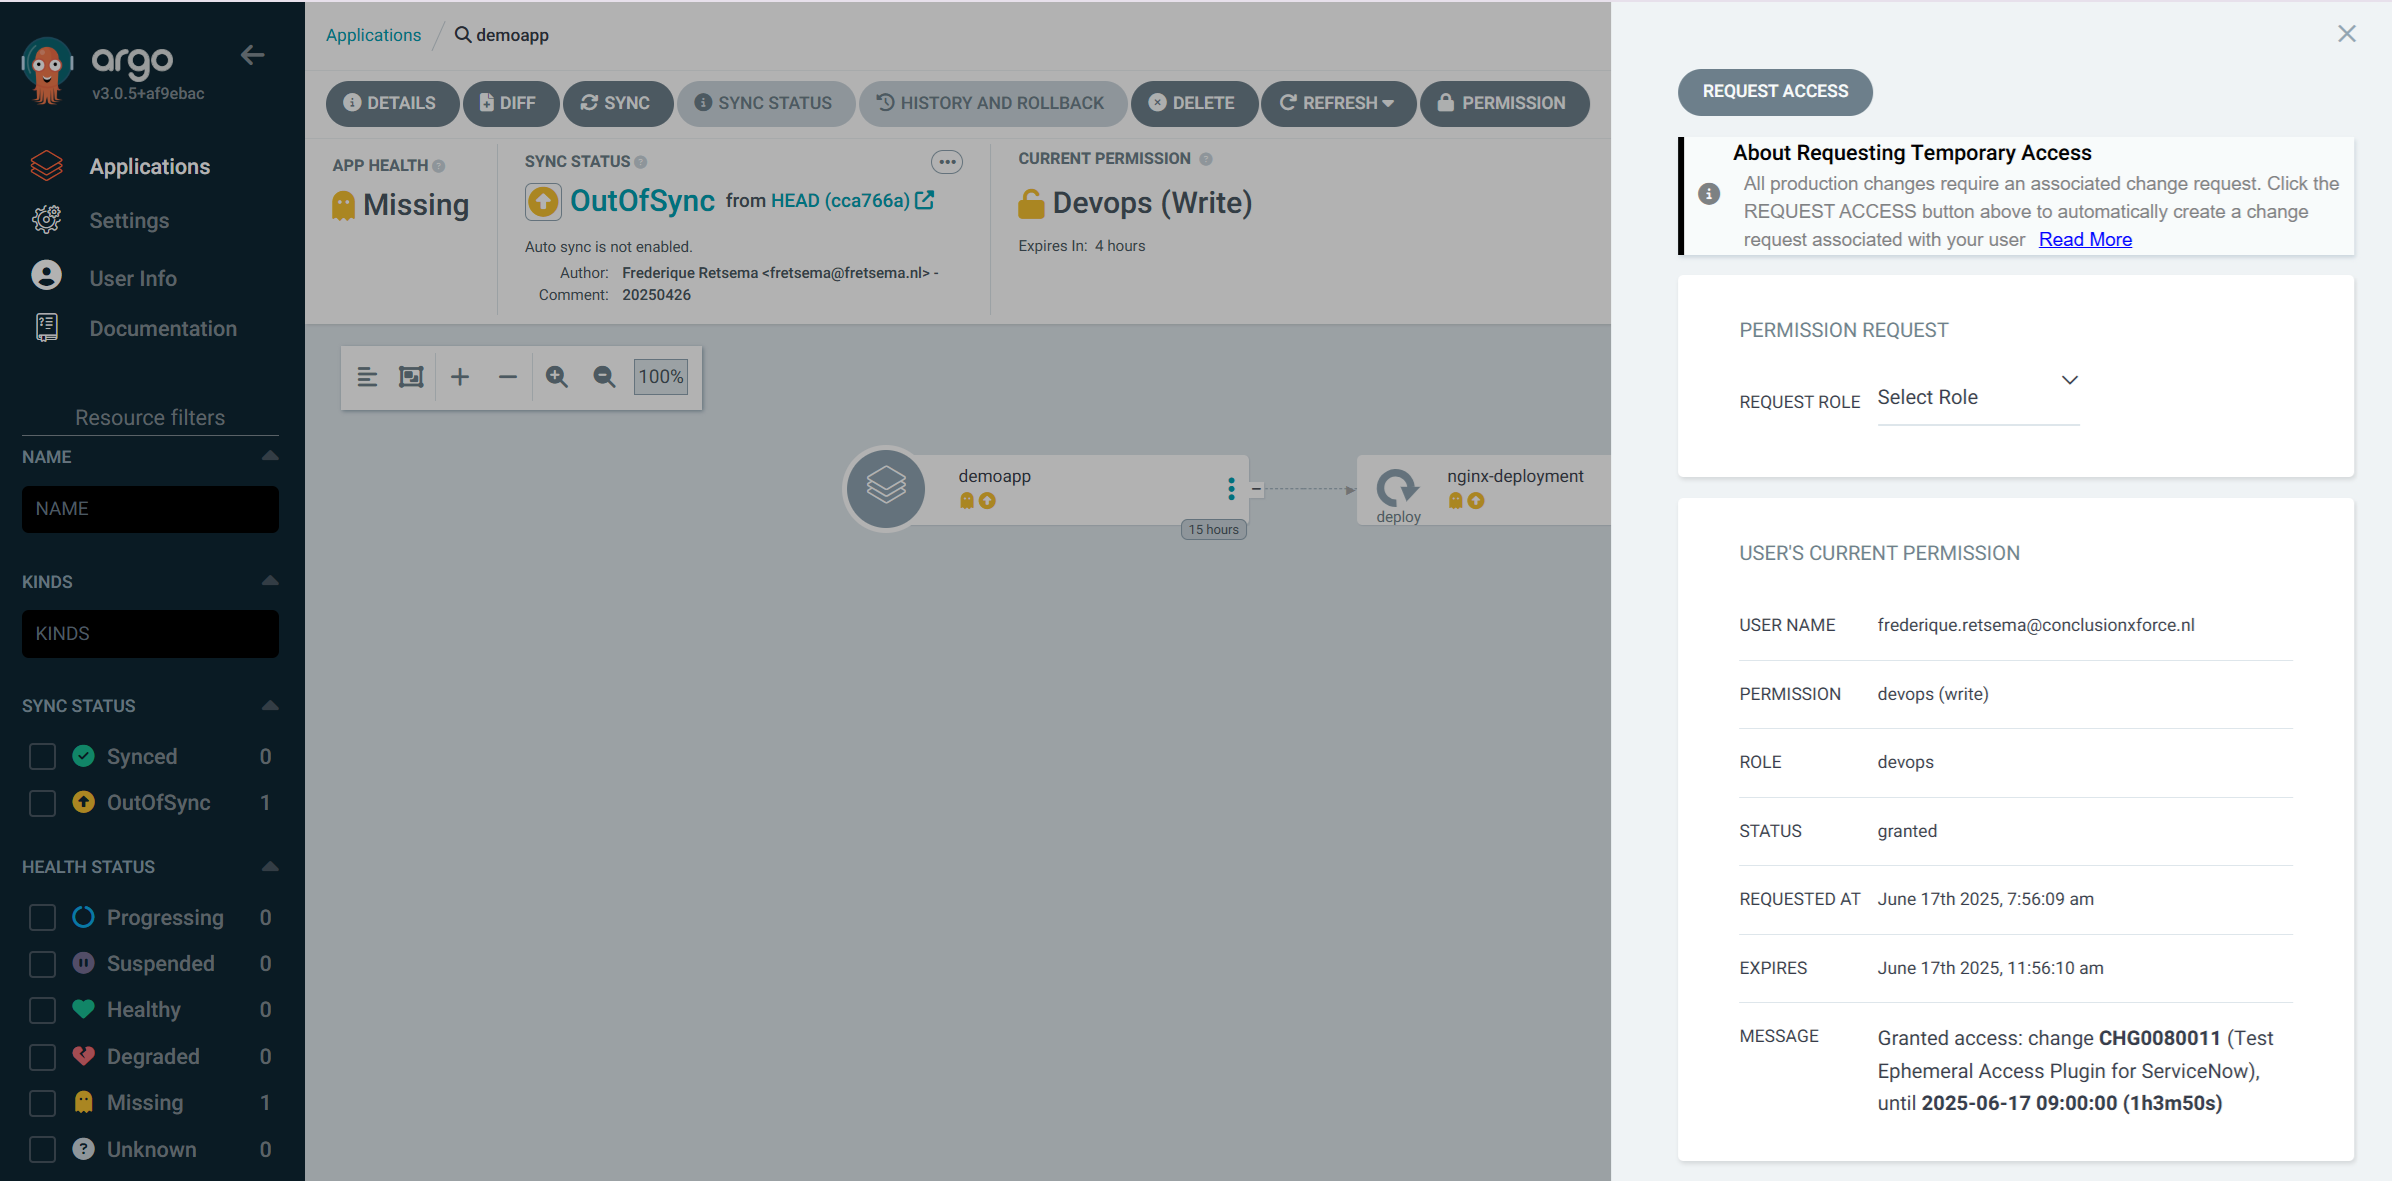 argo
v3.0.5+af9ebac
Applications
Settings
User Info
Documentation
Resource filters
NAME
NAME
KINDS
KINDS
SYNC STATUS
Synced 0
OutOfSync 1
HEALTH STATUS
Progressing 0
Suspended 0
Healthy 0
Degraded 0
Missing 1
Unknown 0
Applications / demoapp
DETAILS DIFF SYNC SYNC STATUS HISTORY AND ROLLBACK DELETE REFRESH PERMISSION
APP HEALTH
Missing
SYNC STATUS
OutOfSync from HEAD (cca766a)
Auto sync is not enabled.
Author: Frederique Retsema <fretsema@fretsema.nl> -
Comment: 20250426
CURRENT PERMISSION
Devops (Write)
Expires In: 4 hours
100%
demoapp
15 hours
nginx-deployment
deploy
REQUEST ACCESS
About Requesting Temporary Access
All production changes require an associated change request. Click the
REQUEST ACCESS button above to automatically create a change
request associated with your user Read More
PERMISSION REQUEST
REQUEST ROLE Select Role
USER'S CURRENT PERMISSION
USER NAME frederique.retsema@conclusionxforce.nl
PERMISSION devops (write)
ROLE devops
STATUS granted
REQUESTED AT June 17th 2025, 7:56:09 am
EXPIRES June 17th 2025, 11:56:10 am
MESSAGE Granted access: change CHG0080011 (Test
Ephemeral Access Plugin for ServiceNow),
until 2025-06-17 09:00:00 (1h3m50s)